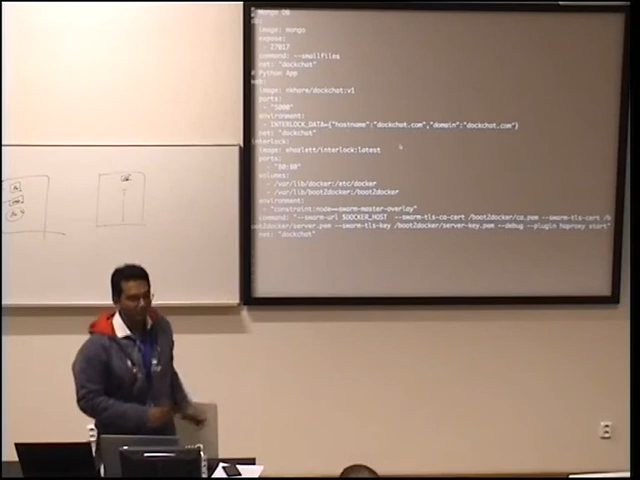 # Mongo DB
db:
image: mongo
expose:
- 27017
command: --smallfiles
net: "dockchat"
# Python App
web:
image: nkhare/dockchat:v1
ports:
- "5000"
environment:
- INTERLOCK_DATA={"hostname":"dockchat.com","domain":"dockchat.com"}
net: "dockchat"
interlock:
image: ehazlett/interlock:latest
ports:
- "80:80"
volumes:
- /var/lib/docker:/etc/docker
- /var/lib/boot2docker:/boot2docker
environment:
- "constraint:node==swarm-master-overlay"
command: "--swarm-url $DOCKER_HOST --swarm-tls-ca-cert /boot2docker/ca.pem --swarm-tls-cert /b
oot2docker/server.pem --swarm-tls-key /boot2docker/server-key.pem --debug --plugin haproxy start"
net: "dockchat"